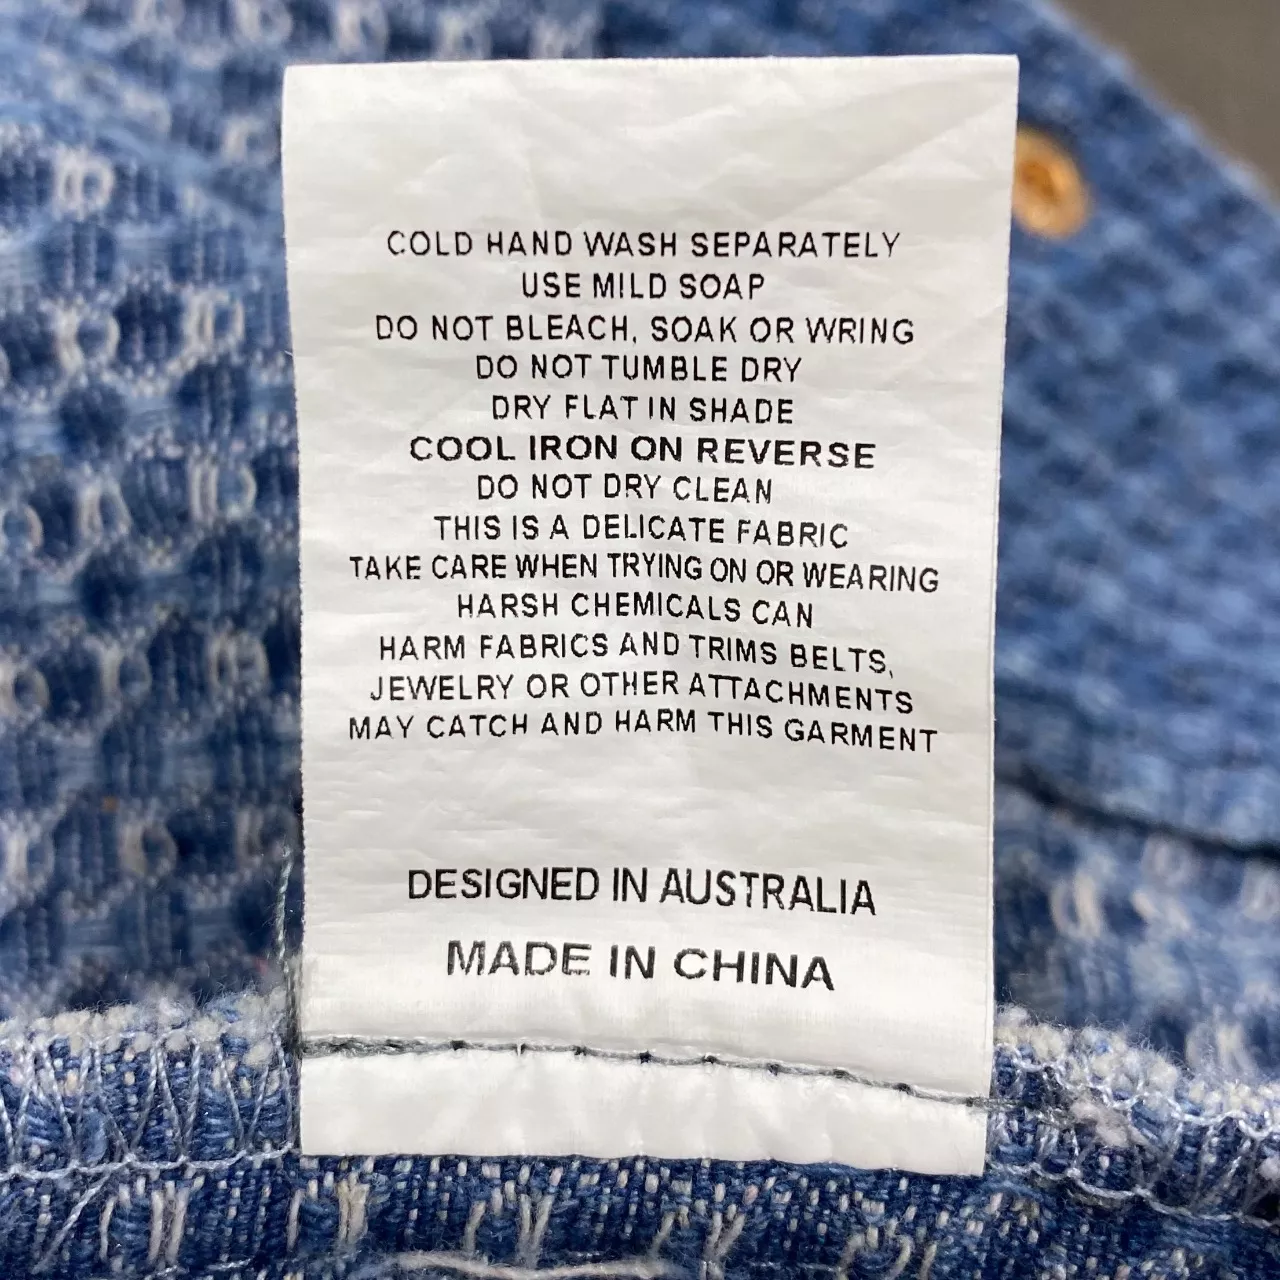 COLD HAND WASH SEPARATELY
USE MILD SOAP
DO NOT BLEACH, SOAK OR WRING
DO NOT TUMBLE DRY
DRY FLAT IN SHADE
COOL IRON ON REVERSE
DO NOT DRY CLEAN
THIS IS A DELICATE FABRIC
TAKE CARE WHEN TRYING ON OR WEARING
HARSH CHEMICALS CAN
HARM FABRICS AND TRIMS BELTS,
JEWELRY OR OTHER ATTACHMENTS
MAY CATCH AND HARM THIS GARMENT
DESIGNED IN AUSTRALIA
MADE IN CHINA